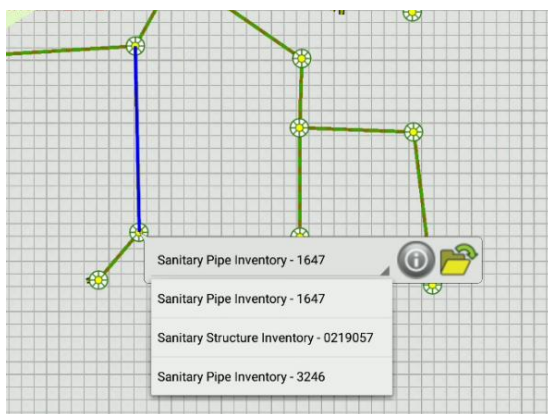 Sanitary Pipe Inventory - 1647
Sanitary Pipe Inventory - 1647
Sanitary Structure Inventory - 0219057
Sanitary Pipe Inventory - 3246